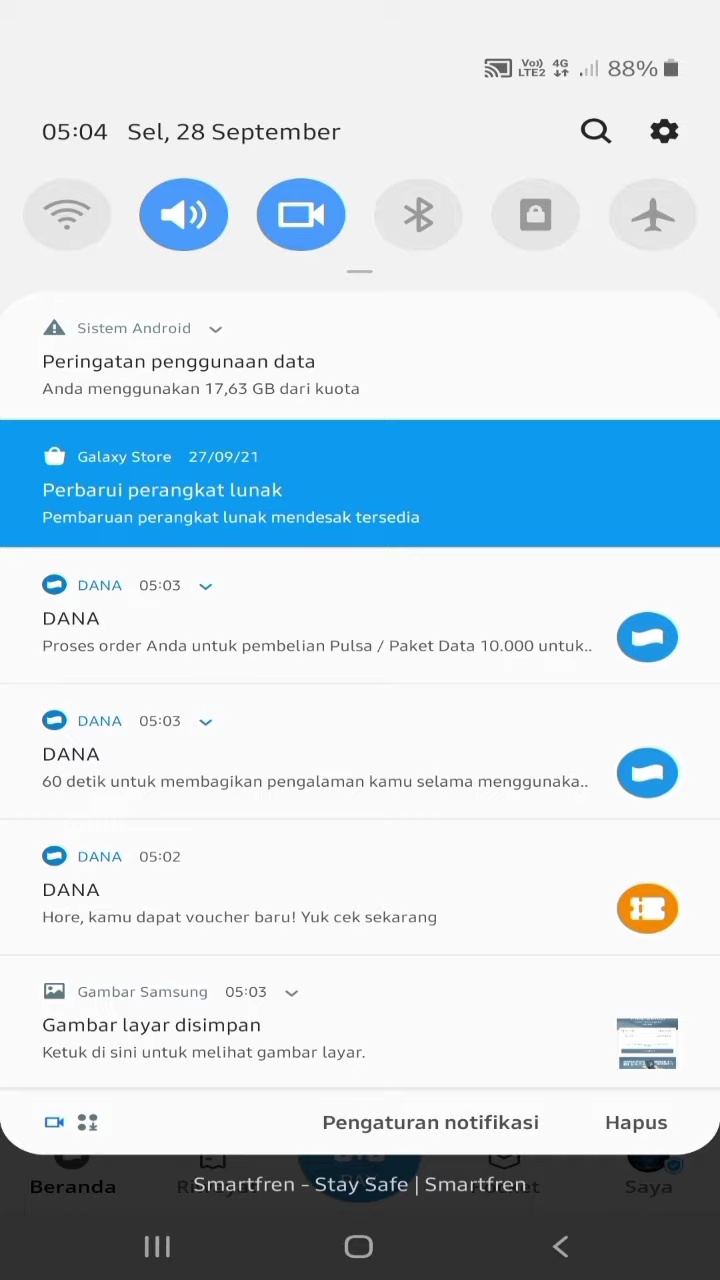 Vo)) LTE2 4G 88%
05:04 Sel, 28 September
Sistem Android
Peringatan penggunaan data
Anda menggunakan 17,63 GB dari kuota
Galaxy Store 27/09/21
Perbarui perangkat lunak
Pembaruan perangkat lunak mendesak tersedia
DANA 05:03
DANA
Proses order Anda untuk pembelian Pulsa / Paket Data 10.000 untuk..
DANA 05:03
DANA
60 detik untuk membagikan pengalaman kamu selama menggunaka..
DANA 05:02
DANA
Hore, kamu dapat voucher baru! Yuk cek sekarang
Gambar Samsung 05:03
Gambar layar disimpan
Ketuk di sini untuk melihat gambar layar.
Pengaturan notifikasi Hapus
Smartfren - Stay Safe | Smartfren
Beranda Saya